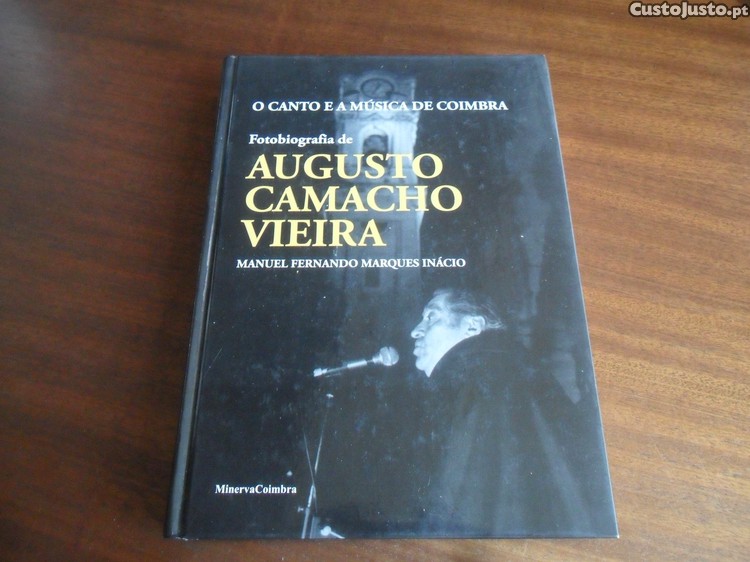 CustoJusto.pt
O CANTO E A MÚSICA DE COIMBRA
Fotobiografia de
AUGUSTO
CAMACHO
VIEIRA
MANUEL FERNANDO MARQUES INÁCIO
MinervaCoimbra